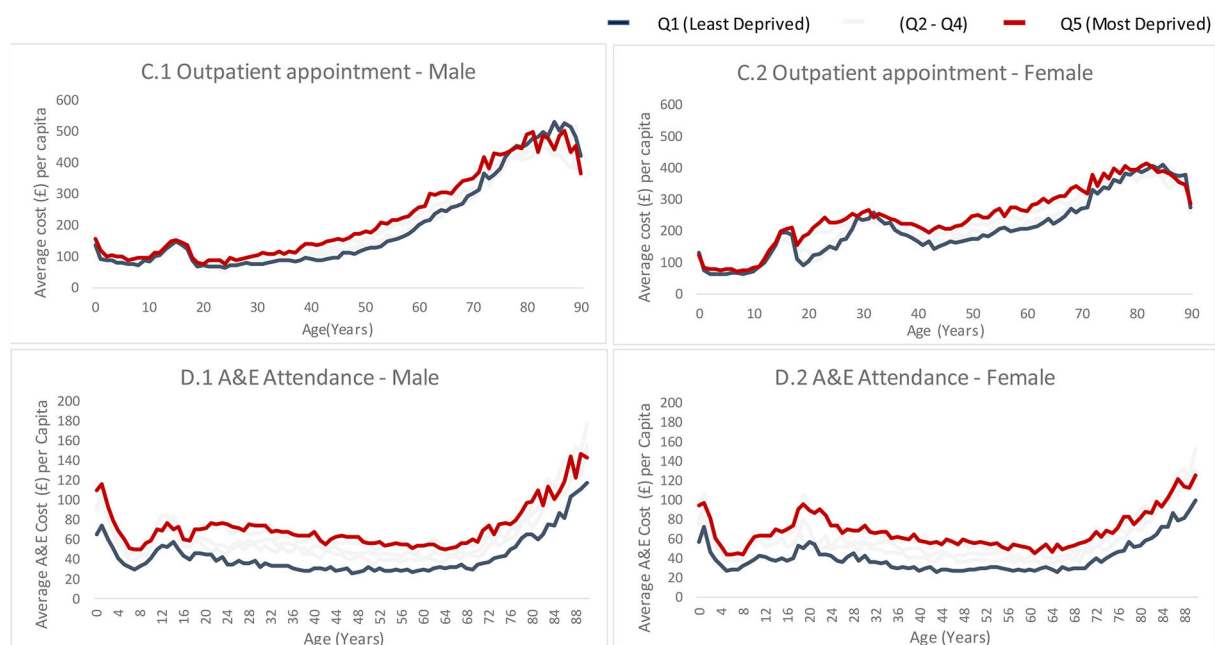 Q1 (Least Deprived) (Q2 - Q4) Q5 (Most Deprived)
C.1 Outpatient appointment - Male
Average cost (£) per capita
600
500
400
300
200
100
0
0 10 20 30 40 50 60 70 80 90
Age(Years)
C.2 Outpatient appointment - Female
Average cost (£) per capita
600
500
400
300
200
100
0
0 10 20 30 40 50 60 70 80 90
Age (Years)
D.1 A&E Attendance - Male
Average A&E Cost (£) per Capita
200
180
160
140
120
100
80
60
40
20
0
0 4 8 12 16 20 24 28 32 36 40 44 48 52 56 60 64 68 72 76 80 84 88
Age (Years)
D.2 A&E Attendance - Female
Average A&E Cost (£) per Capita
200
180
160
140
120
100
80
60
40
20
0
0 4 8 12 16 20 24 28 32 36 40 44 48 52 56 60 64 68 72 76 80 84 88
Age (Years)